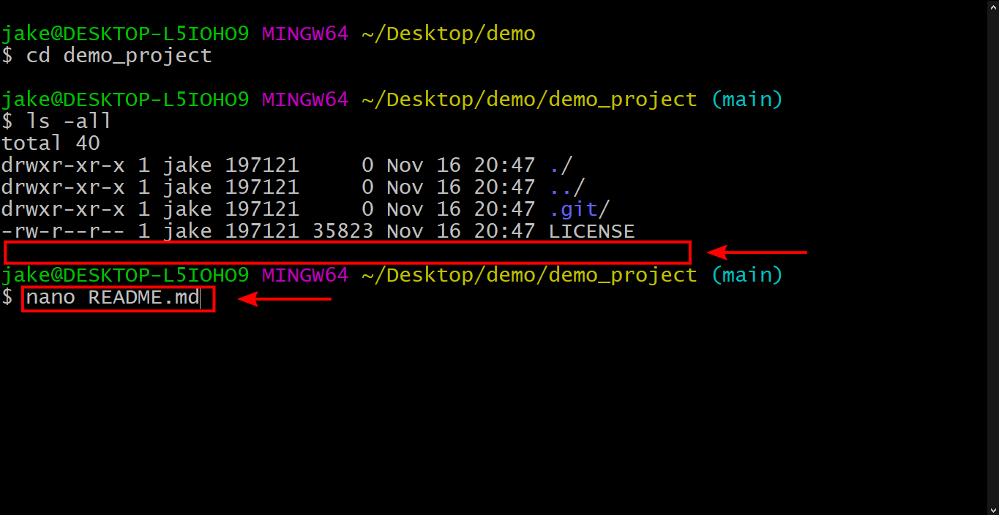 jake@DESKTOP-L5IOHO9 MINGW64 ~/Desktop/demo
$ cd demo_project
jake@DESKTOP-L5IOHO9 MINGW64 ~/Desktop/demo/demo_project (main)
$ ls -all
total 40
drwxr-xr-x 1 jake 197121     0 Nov 16 20:47 ./
drwxr-xr-x 1 jake 197121     0 Nov 16 20:47 ../
drwxr-xr-x 1 jake 197121     0 Nov 16 20:47 .git/
-rw-r--r-- 1 jake 197121 35823 Nov 16 20:47 LICENSE
jake@DESKTOP-L5IOHO9 MINGW64 ~/Desktop/demo/demo_project (main)
$ nano README.md